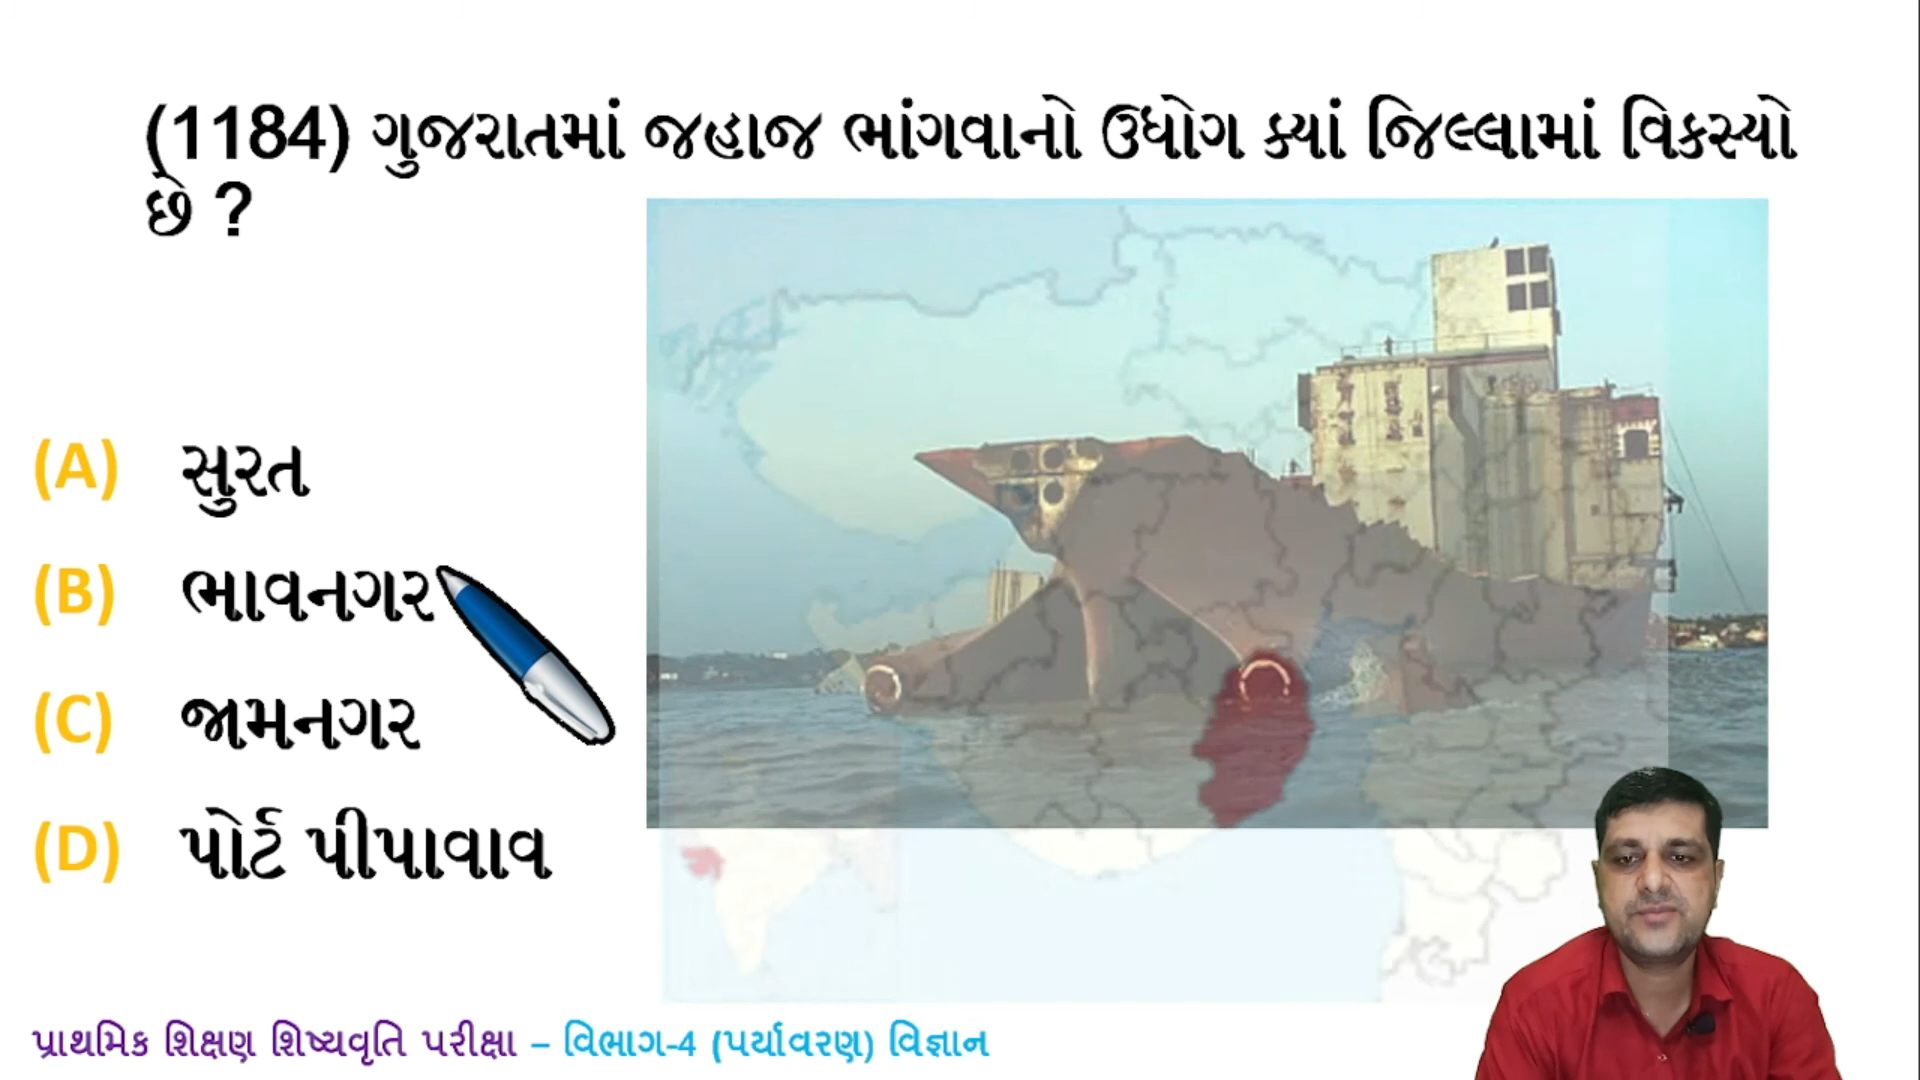 (1184) ગુજરાતમાં જહાજ ભાંગવાનો ઉધોગ ક્યાં જિલ્લામાં વિકસ્યો
છે ?
(A) સુરત
(B) ભાવનગર
(C) જામનગર
(D) પોર્ટ પીપાવાવ
પ્રાથમિક શિક્ષણ શિષ્યવૃતિ પરીક્ષા – વિભાગ-4 (પર્યાવરણ) વિજ્ઞાન